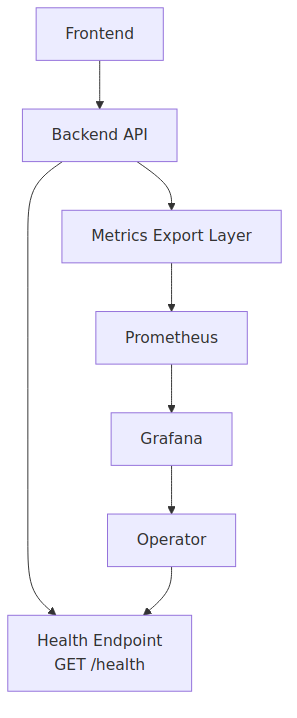 Frontend
Backend API
Metrics Export Layer
Prometheus
Grafana
Operator
Health Endpoint
GET /health